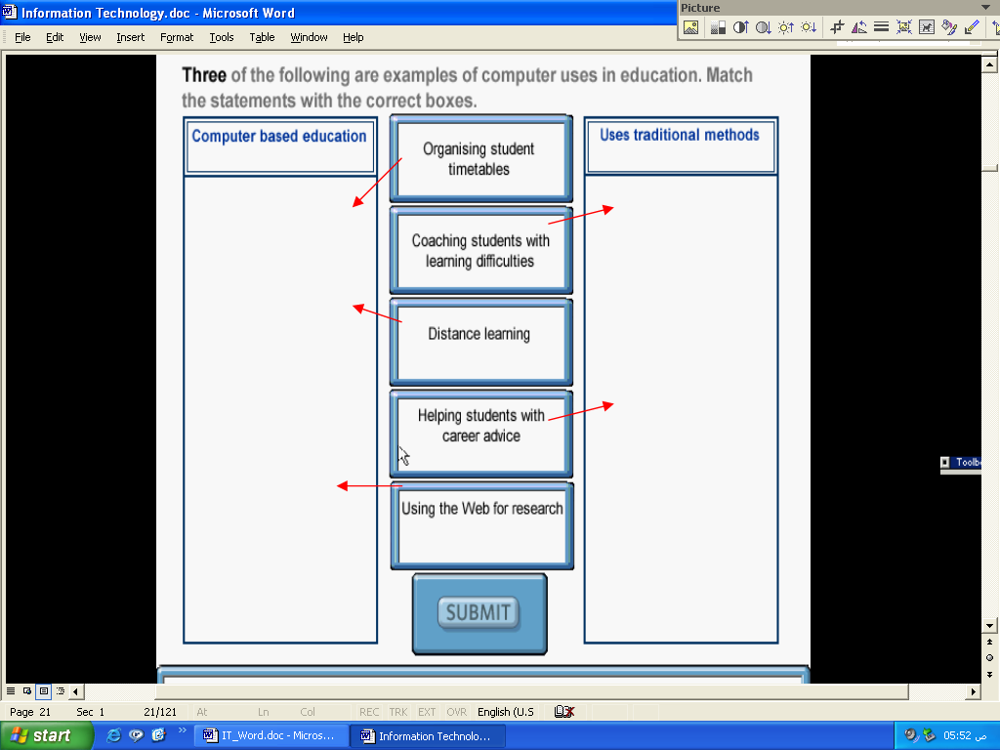 Information Technology.doc - Microsoft Word
Picture
File Edit View Insert Format Tools Table Window Help
Three of the following are examples of computer uses in education. Match
the statements with the correct boxes.
Computer based education
Organising student
timetables
Uses traditional methods
Coaching students with
learning difficulties
Distance learning
Helping students with
career advice
Using the Web for research
SUBMIT
Toolb
Page 21 Sec 1 21/121 At Ln Col REC TRK EXT OVR English (U.S
start IT_Word.doc - Micros... Information Technolo... 05:52 ص